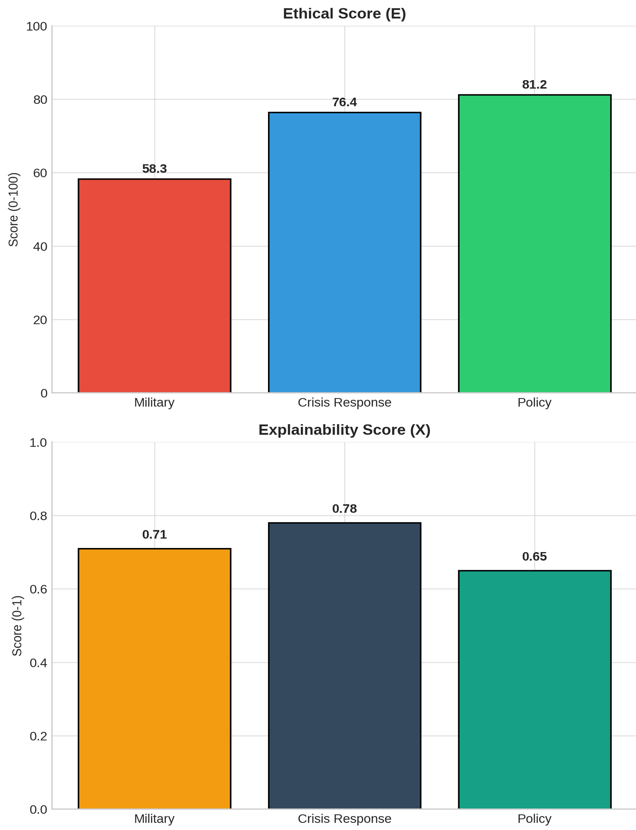 Ethical Score (E)
100
80
60
40
20
0
Score (0-100)
58.3
76.4
81.2
Military
Crisis Response
Policy
Explainability Score (X)
1.0
0.8
0.6
0.4
0.2
0.0
Score (0-1)
0.71
0.78
0.65
Military
Crisis Response
Policy